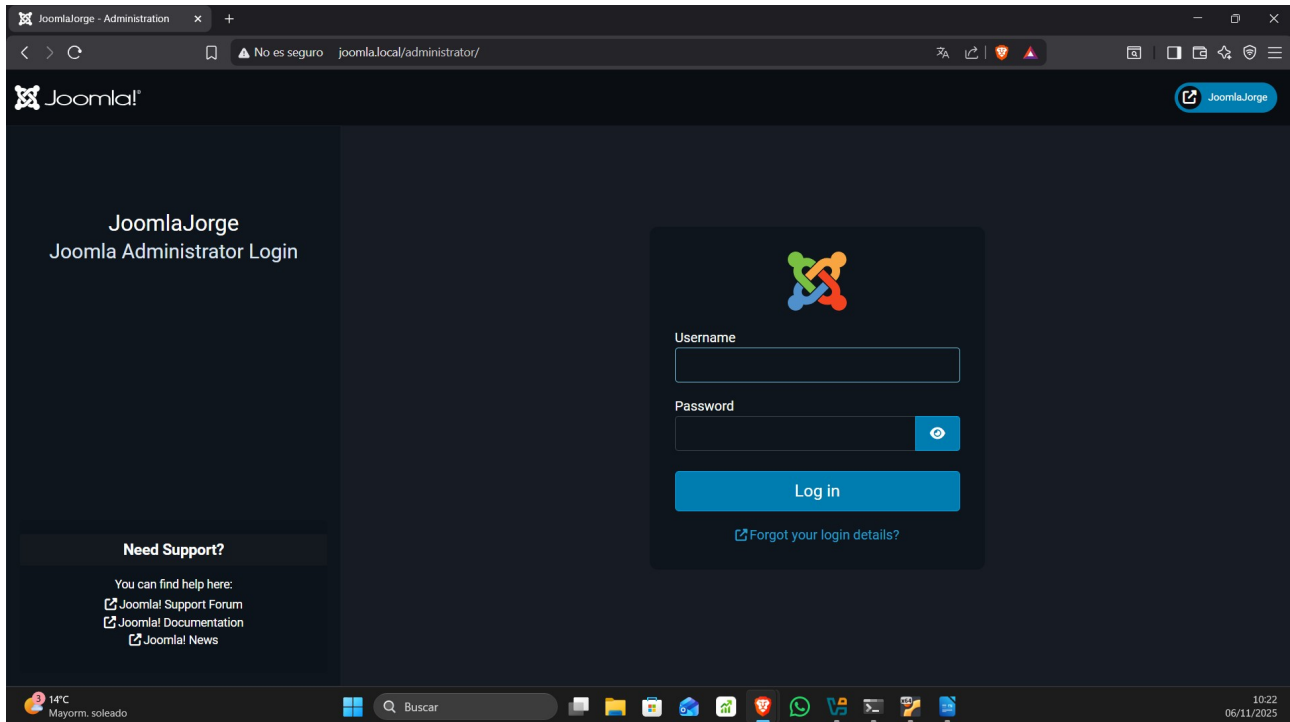 JoomlaJorge - Administration
No es seguro joomla.local/administrator/
Joomla!
JoomlaJorge
JoomlaJorge
Joomla Administrator Login
Username
Password
Log in
Forgot your login details?
Need Support?
You can find help here:
Joomla! Support Forum
Joomla! Documentation
Joomla! News
3
14°C
Mayorm. soleado
Buscar
10:22
06/11/2025